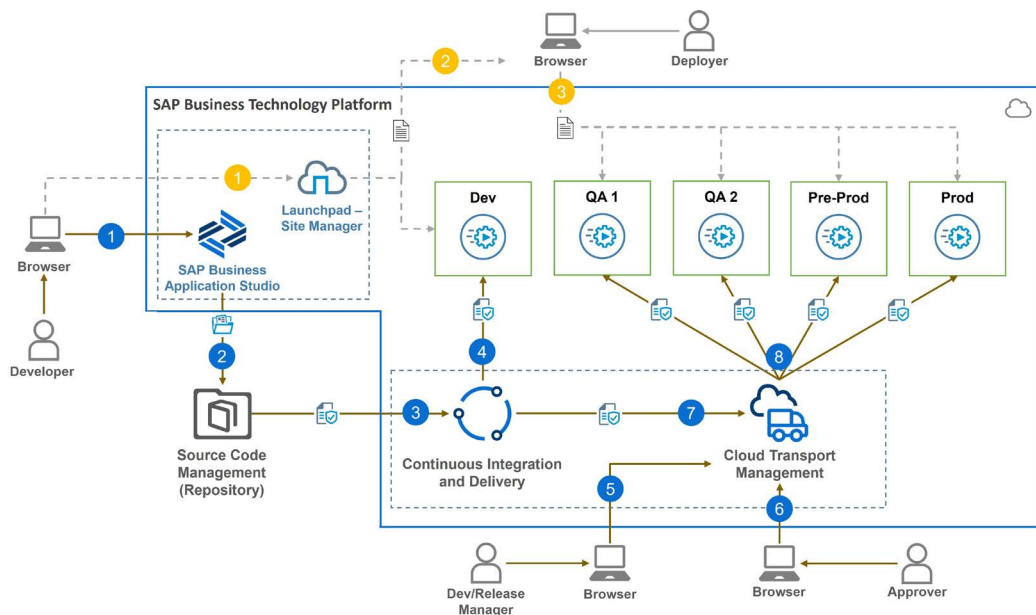 Browser
Deployer
2
3
SAP Business Technology Platform
1
Launchpad –
Site Manager
Dev
QA 1
QA 2
Pre-Prod
Prod
1
Browser
SAP Business
Application Studio
Developer
2
4
8
3
7
Source Code
Management
(Repository)
Continuous Integration
and Delivery
Cloud Transport
Management
5
6
Dev/Release
Manager
Browser
Browser
Approver